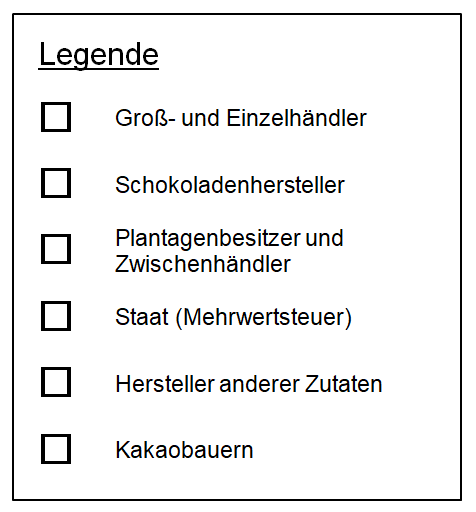 Legende
Groß- und Einzelhändler
Schokoladenhersteller
Plantagenbesitzer und
Zwischenhändler
Staat (Mehrwertsteuer)
Hersteller anderer Zutaten
Kakaobauern